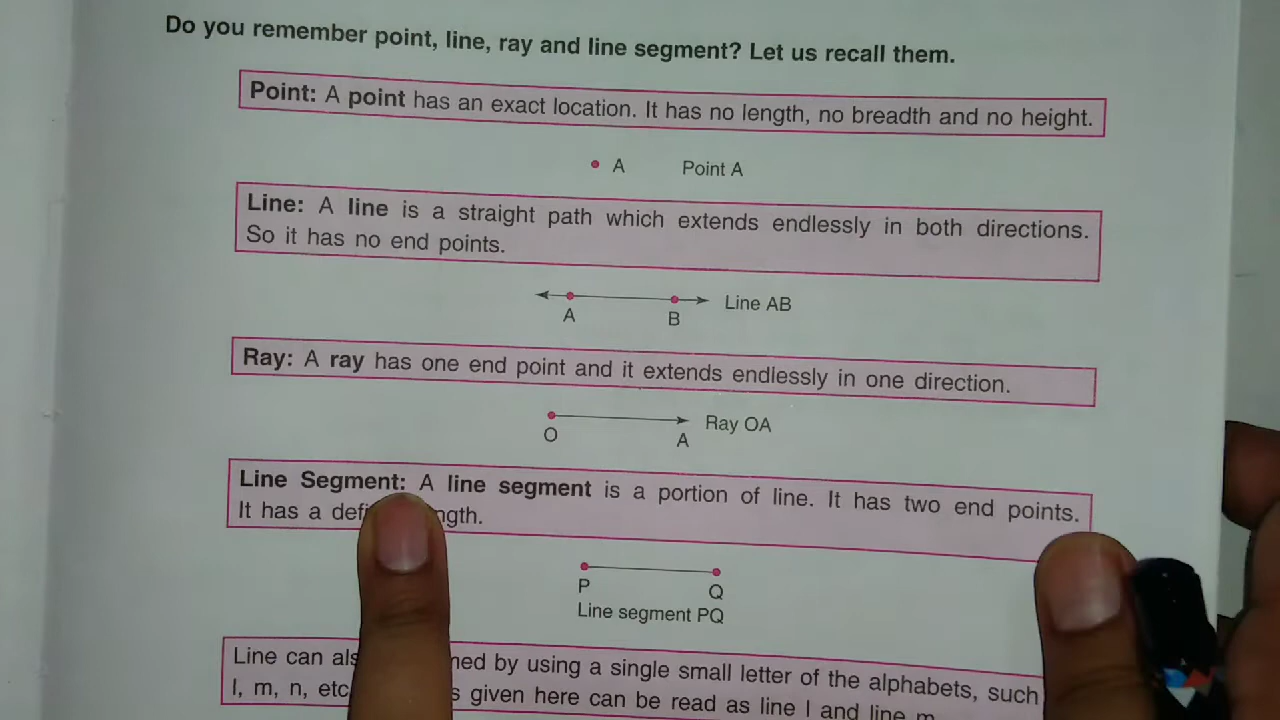 Do you remember point, line, ray and line segment? Let us recall them.
Point: A point has an exact location. It has no length, no breadth and no height.
A Point A
Line: A line is a straight path which extends endlessly in both directions.
So it has no end points.
Line AB
A B
Ray: A ray has one end point and it extends endlessly in one direction.
Ray OA
O A
Line Segment: A line segment is a portion of line. It has two end points.
It has a
P Q
Line segment PQ
Line can by using a single small letter of the alphabets, such
l, m, n, given here can be read as line l and line m